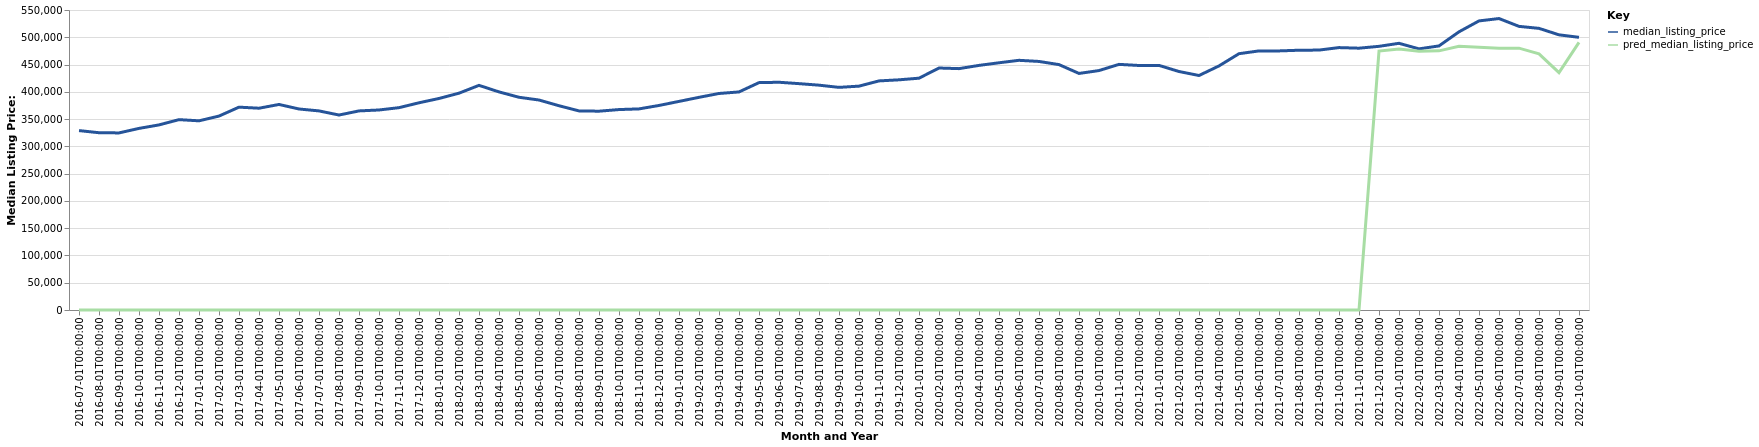 550,000
500,000
450,000
400,000
350,000
300,000
250,000
200,000
150,000
100,000
50,000
0
Median Listing Price:
2016-07-01T00:00:00
2016-08-01T00:00:00
2016-09-01T00:00:00
2016-10-01T00:00:00
2016-11-01T00:00:00
2016-12-01T00:00:00
2017-01-01T00:00:00
2017-02-01T00:00:00
2017-03-01T00:00:00
2017-04-01T00:00:00
2017-05-01T00:00:00
2017-06-01T00:00:00
2017-07-01T00:00:00
2017-08-01T00:00:00
2017-09-01T00:00:00
2017-10-01T00:00:00
2017-11-01T00:00:00
2017-12-01T00:00:00
2018-01-01T00:00:00
2018-02-01T00:00:00
2018-03-01T00:00:00
2018-04-01T00:00:00
2018-05-01T00:00:00
2018-06-01T00:00:00
2018-07-01T00:00:00
2018-08-01T00:00:00
2018-09-01T00:00:00
2018-10-01T00:00:00
2018-11-01T00:00:00
2018-12-01T00:00:00
2019-01-01T00:00:00
2019-02-01T00:00:00
2019-03-01T00:00:00
2019-04-01T00:00:00
2019-05-01T00:00:00
2019-06-01T00:00:00
2019-07-01T00:00:00
2019-08-01T00:00:00
2019-09-01T00:00:00
2019-10-01T00:00:00
2019-11-01T00:00:00
2019-12-01T00:00:00
2020-01-01T00:00:00
2020-02-01T00:00:00
2020-03-01T00:00:00
2020-04-01T00:00:00
2020-05-01T00:00:00
2020-06-01T00:00:00
2020-07-01T00:00:00
2020-08-01T00:00:00
2020-09-01T00:00:00
2020-10-01T00:00:00
2020-11-01T00:00:00
2020-12-01T00:00:00
2021-01-01T00:00:00
2021-02-01T00:00:00
2021-03-01T00:00:00
2021-04-01T00:00:00
2021-05-01T00:00:00
2021-06-01T00:00:00
2021-07-01T00:00:00
2021-08-01T00:00:00
2021-09-01T00:00:00
2021-10-01T00:00:00
2021-11-01T00:00:00
2021-12-01T00:00:00
2022-01-01T00:00:00
2022-02-01T00:00:00
2022-03-01T00:00:00
2022-04-01T00:00:00
2022-05-01T00:00:00
2022-06-01T00:00:00
2022-07-01T00:00:00
2022-08-01T00:00:00
2022-09-01T00:00:00
2022-10-01T00:00:00
Month and Year
Key
median_listing_price
pred_median_listing_price